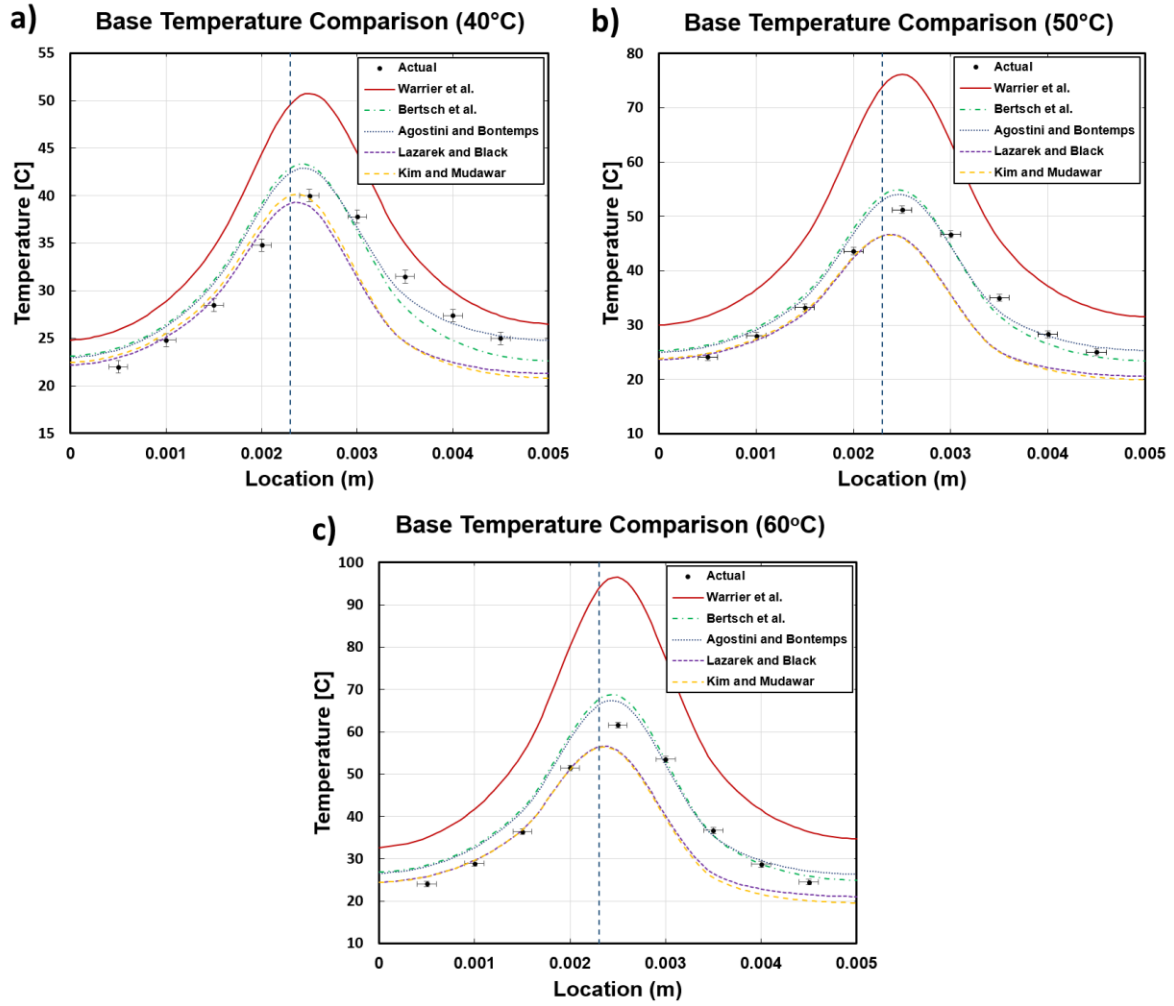 a) Base Temperature Comparison (40°C)
55
50
45
40
35
30
25
20
15
Temperature [C]
Actual
Warrier et al.
Bertsch et al.
Agostini and Bontemps
Lazarek and Black
Kim and Mudawar
0 0.001 0.002 0.003 0.004 0.005
Location (m)
b) Base Temperature Comparison (50°C)
80
70
60
50
40
30
20
10
Temperature [C]
Actual
Warrier et al.
Bertsch et al.
Agostini and Bontemps
Lazarek and Black
Kim and Mudawar
0 0.001 0.002 0.003 0.004 0.005
Location (m)
c) Base Temperature Comparison (60°C)
100
90
80
70
60
50
40
30
20
10
Temperature [C]
Actual
Warrier et al.
Bertsch et al.
Agostini and Bontemps
Lazarek and Black
Kim and Mudawar
0 0.001 0.002 0.003 0.004 0.005
Location (m)